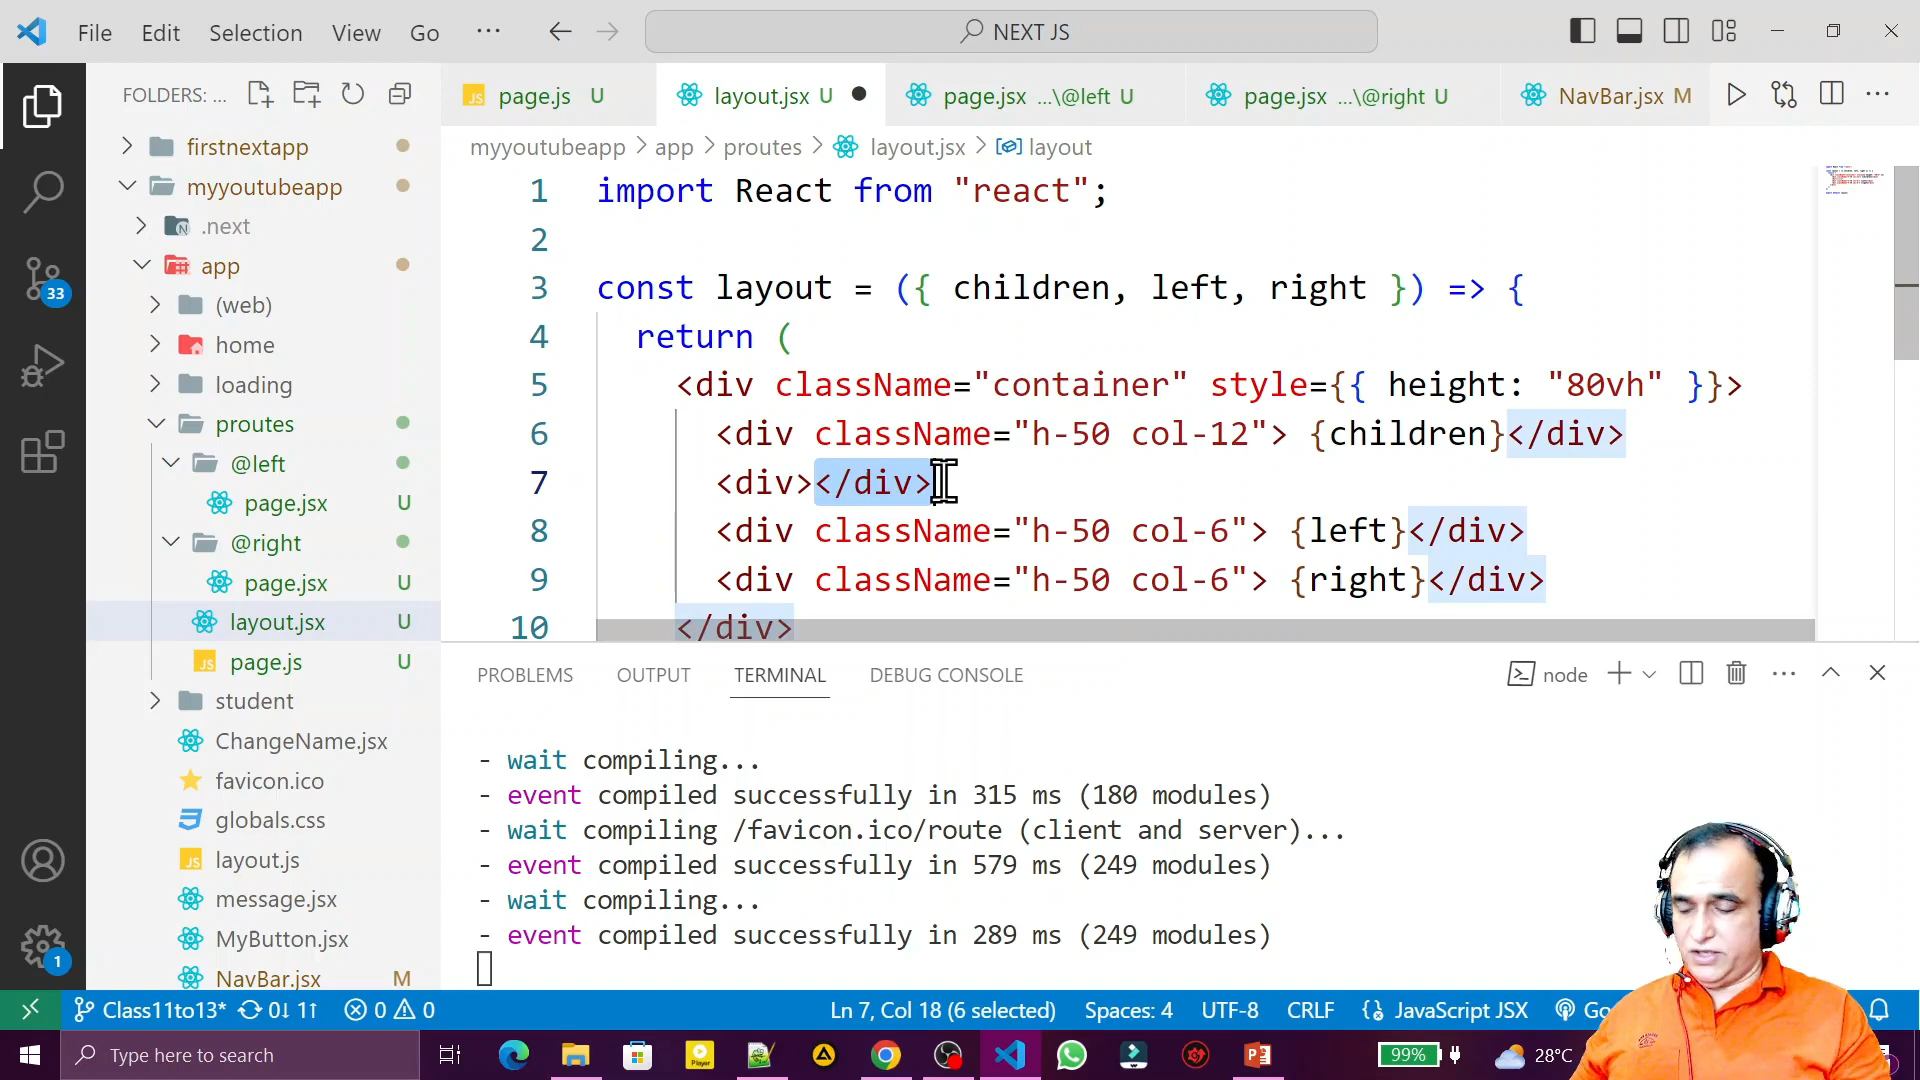 File Edit Selection View Go ... NEXT JS
FOLDERS: ...
firstnextapp
myyoutubeapp
.next
app
(web)
home
loading
proutes
@left
page.jsx U
@right
page.jsx U
layout.jsx U
page.js U
student
ChangeName.jsx
favicon.ico
globals.css
layout.js
message.jsx
MyButton.jsx
NavBar.jsx M
33
1
page.js U layout.jsx U page.jsx ...\@left U page.jsx ...\@right U NavBar.jsx M
myyoutubeapp > app > proutes > layout.jsx > layout
1 import React from "react";
2
3 const layout = ({ children, left, right }) => {
4 return (
5 <div className="container" style={{ height: "80vh" }}>
6 <div className="h-50 col-12"> {children}</div>
7 <div></div>
8 <div className="h-50 col-6"> {left}</div>
9 <div className="h-50 col-6"> {right}</div>
10 </div>
PROBLEMS OUTPUT TERMINAL DEBUG CONSOLE node
- wait compiling...
- event compiled successfully in 315 ms (180 modules)
- wait compiling /favicon.ico/route (client and server)...
- event compiled successfully in 579 ms (249 modules)
- wait compiling...
- event compiled successfully in 289 ms (249 modules)
Class11to13* 0↓ 1↑ 0 0 Ln 7, Col 18 (6 selected) Spaces: 4 UTF-8 CRLF JavaScript JSX Go
Type here to search 99% 28°C